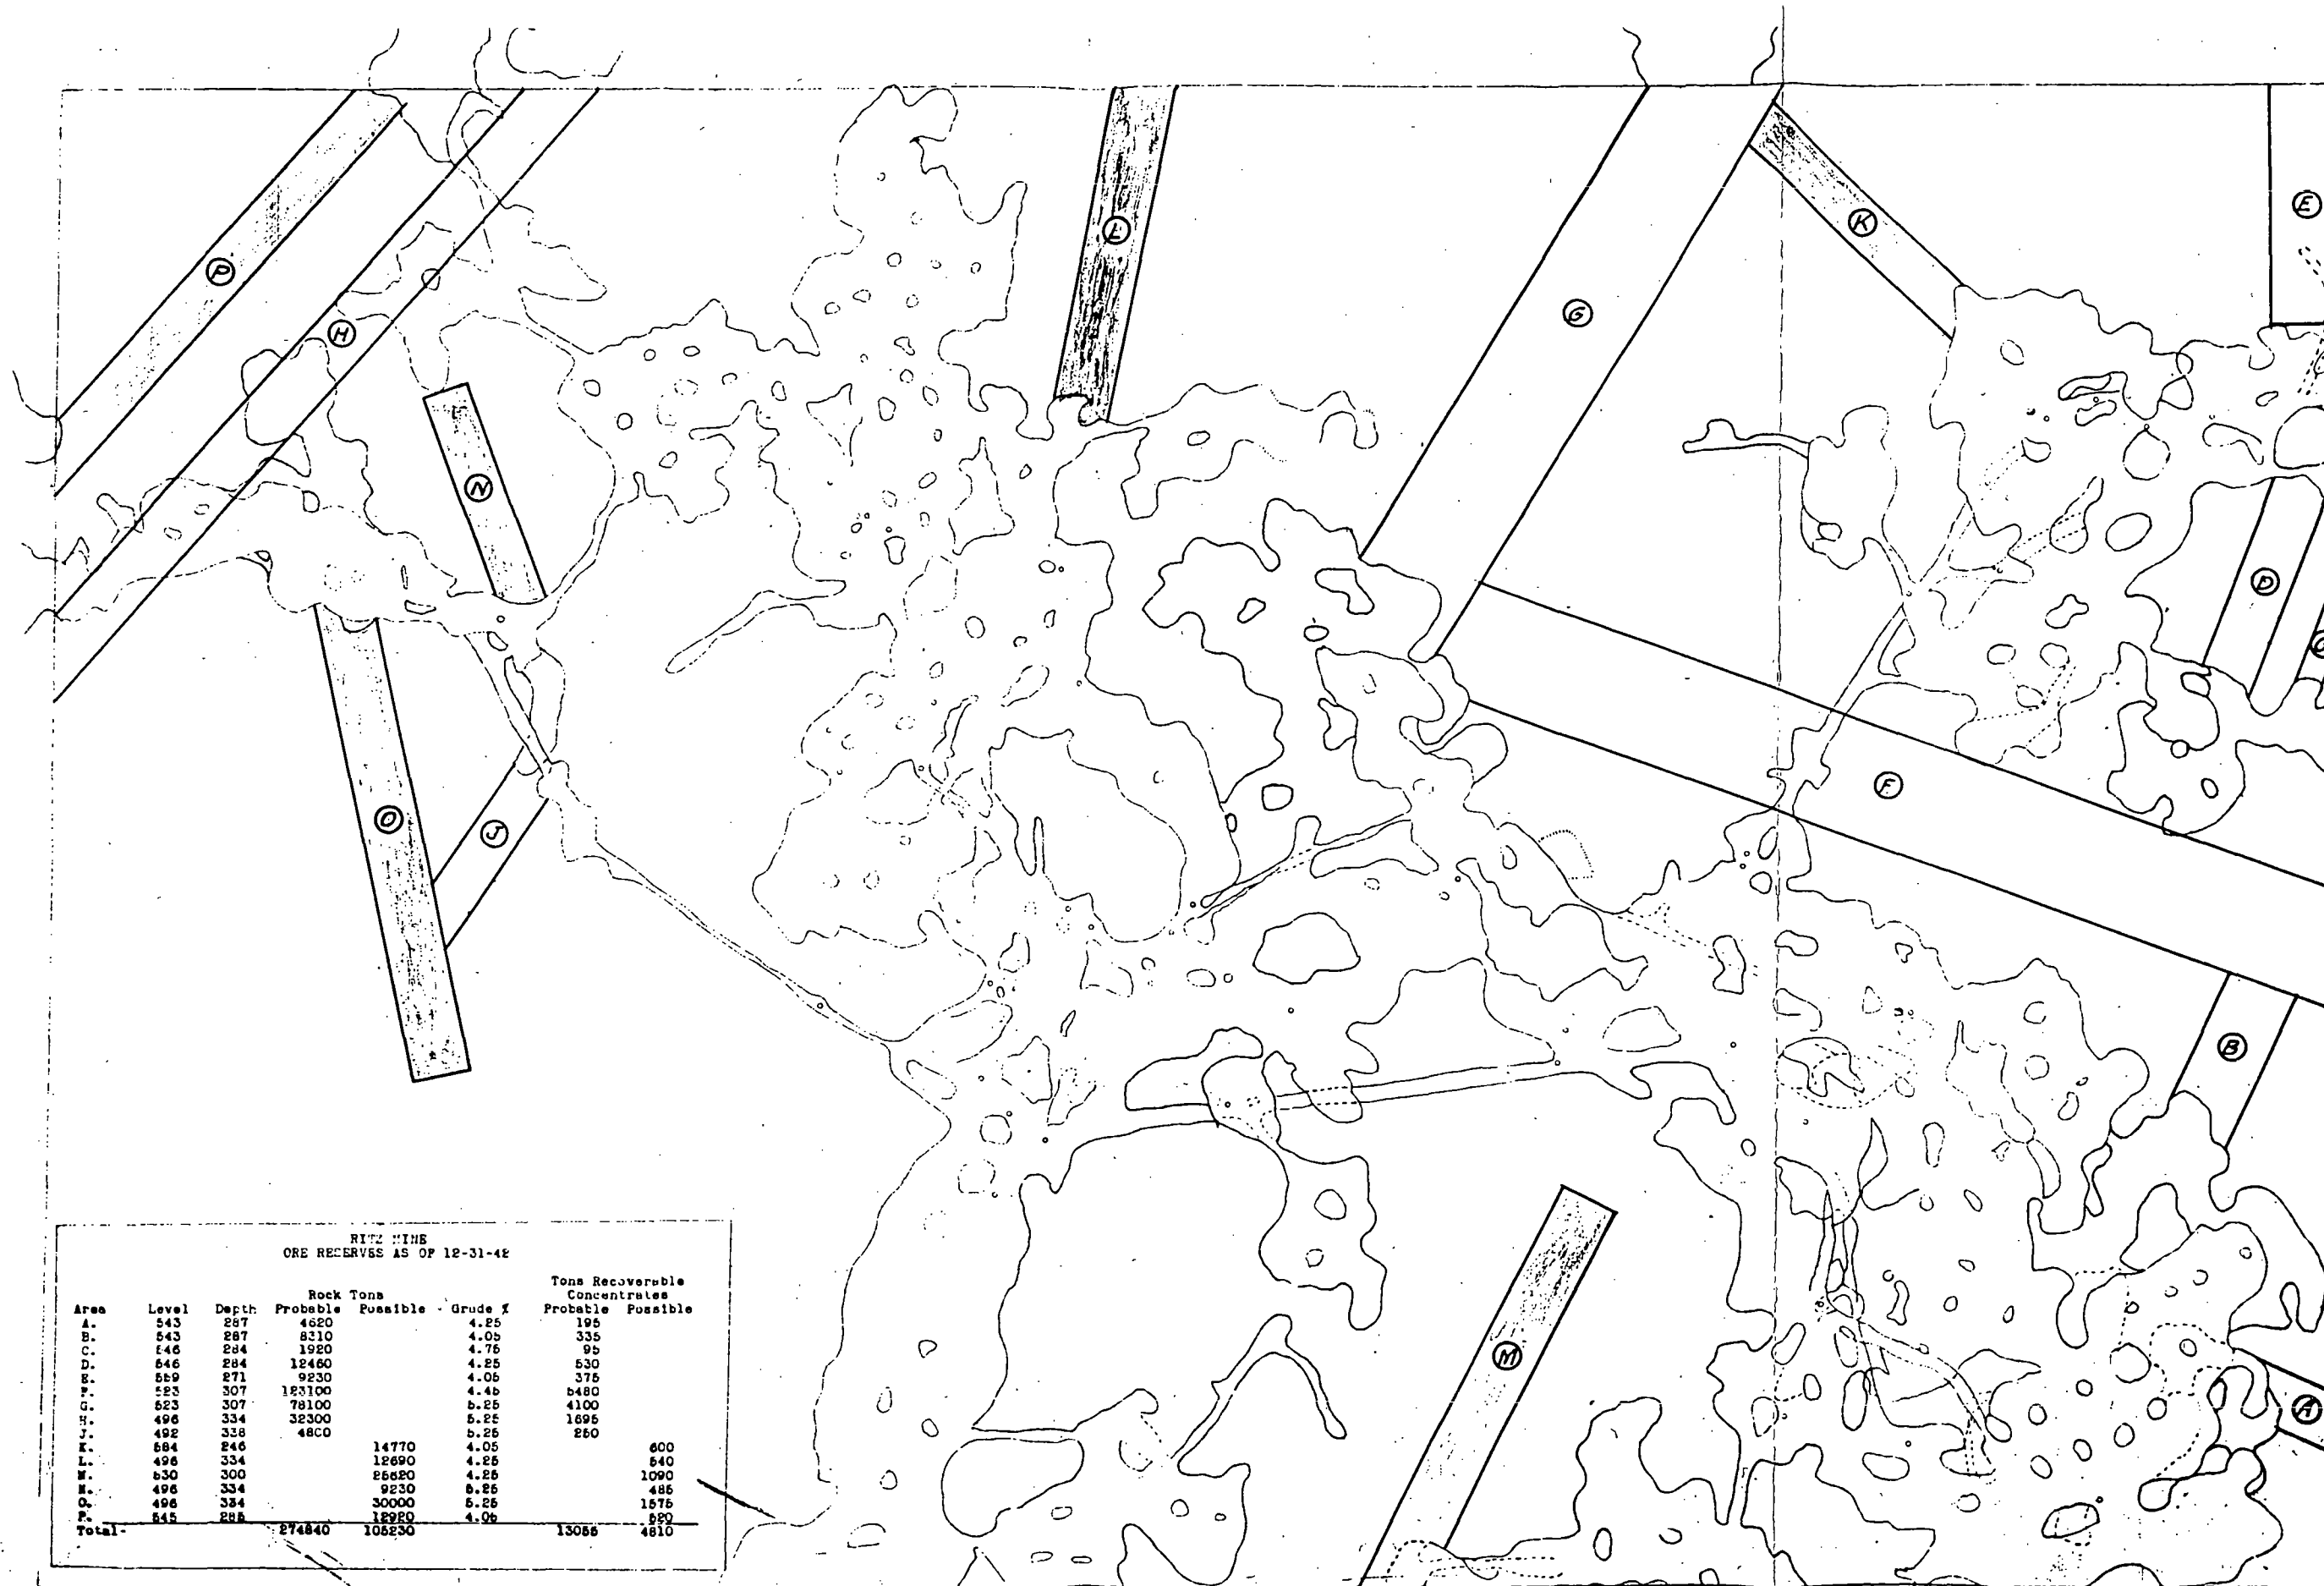 E
L
K
P
G
H
N
D
F
O
J
B
M
A
RITZ MINE
ORE RESERVES AS OF 12-31-42
Tons Recoverable
Rock Tons Concentrates
Area Level Depth Probable Possible - Grade % Probable Possible
A. 543 287 4620 4.25 195
B. 543 287 8310 4.05 335
C. 546 284 1920 4.75 95
D. 546 284 12460 4.25 530
E. 559 271 9230 4.05 375
F. 523 307 123100 4.45 5480
G. 523 307 78100 5.25 4100
H. 496 334 32300 5.25 1695
J. 492 338 4800 5.25 250
K. 584 246 14770 4.05 600
L. 496 334 12690 4.25 540
M. 530 300 25620 4.25 1090
N. 496 334 9230 5.25 485
O. 496 334 30000 5.25 1575
P. 545 285 12920 4.05 520
Total- 274840 105230 13055 4810